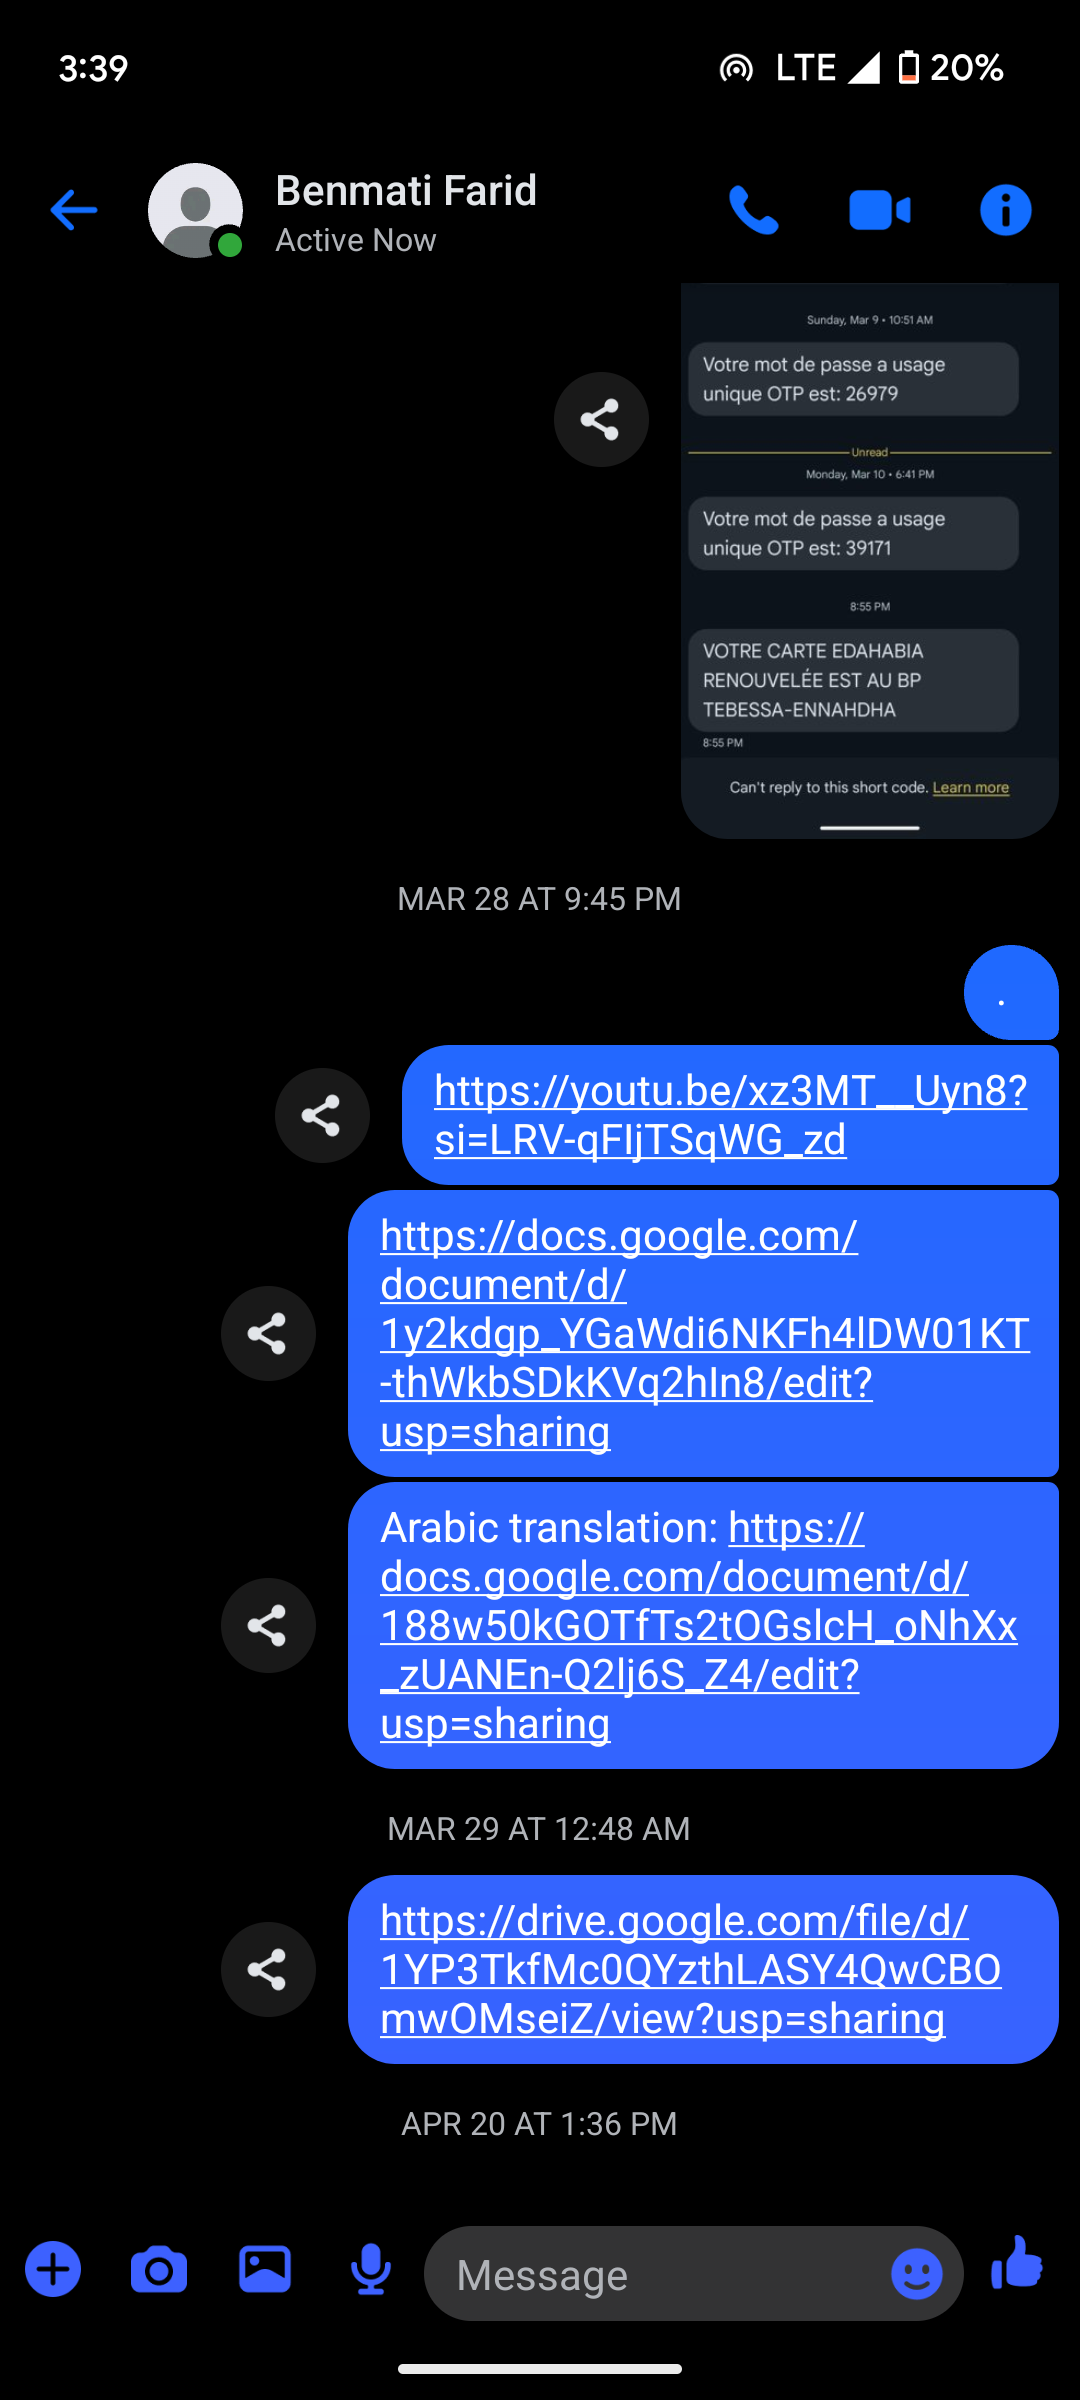 3:39
LTE 20%
Benmati Farid
Active Now
Sunday, Mar 9 • 10:51 AM
Votre mot de passe a usage
unique OTP est: 26979
Unread
Monday, Mar 10 • 6:41 PM
Votre mot de passe a usage
unique OTP est: 39171
8:55 PM
VOTRE CARTE EDAHABIA
RENOUVELÉE EST AU BP
TEBESSA-ENNAHDHA
8:55 PM
Can't reply to this short code. Learn more
MAR 28 AT 9:45 PM
.
https://youtu.be/xz3MT__Uyn8?
si=LRV-qFIjTSqWG_zd
https://docs.google.com/
document/d/
1y2kdgp_YGaWdi6NKFh4lDW01KT
-thWkbSDkKVq2hIn8/edit?
usp=sharing
Arabic translation: https://
docs.google.com/document/d/
188w50kGOTfTs2tOGslcH_oNhXx
_zUANEn-Q2lj6S_Z4/edit?
usp=sharing
MAR 29 AT 12:48 AM
https://drive.google.com/file/d/
1YP3TkfMc0QYzthLASY4QwCBO
mwOMseiZ/view?usp=sharing
APR 20 AT 1:36 PM
Message